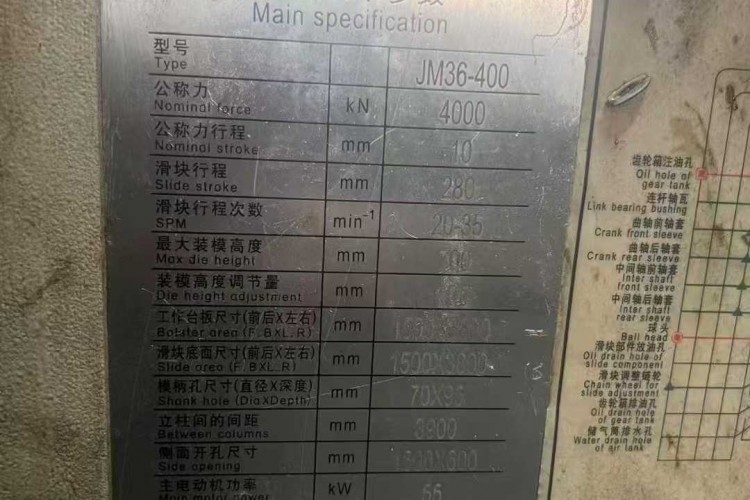 Main specification
型号
Type
JM36-400
公称力
Nominal force
kN
4000
公称力行程
Nominal stroke
mm
10
滑块行程
Slide stroke
mm
280
滑块行程次数
SPM
min⁻¹
20-35
最大装模高度
Max die height
mm
装模高度调节量
Die height adjustment
mm
工作台板尺寸(前后X左右)
Bolster area (F.BXL.R)
mm
滑块底面尺寸(前后X左右)
Slide area (F.BXL.R)
mm
模柄孔尺寸(直径X深度)
Shank hole (DiaXDepth)
mm
立柱间的间距
Between columns
mm
侧面开孔尺寸
Side opening
mm
主电动机功率
Main motor power
kW
齿轮箱注油孔
Oil hole of
gear tank
连杆轴瓦
Link bearing bushing
曲轴前轴套
Crank front sleeve
曲轴后轴套
Crank rear sleeve
中间轴前轴套
Inter shaft
front sleeve
中间轴后轴套
Inter shaft
rear sleeve
球头
Ball head
滑块部件放油孔
Oil drain hole of
slide component
滑块调整链轮
Chain wheel for
slide adjustment
齿轮箱排油孔
Oil drain hole
of gear tank
储气筒排水孔
Water drain hole
of air tank